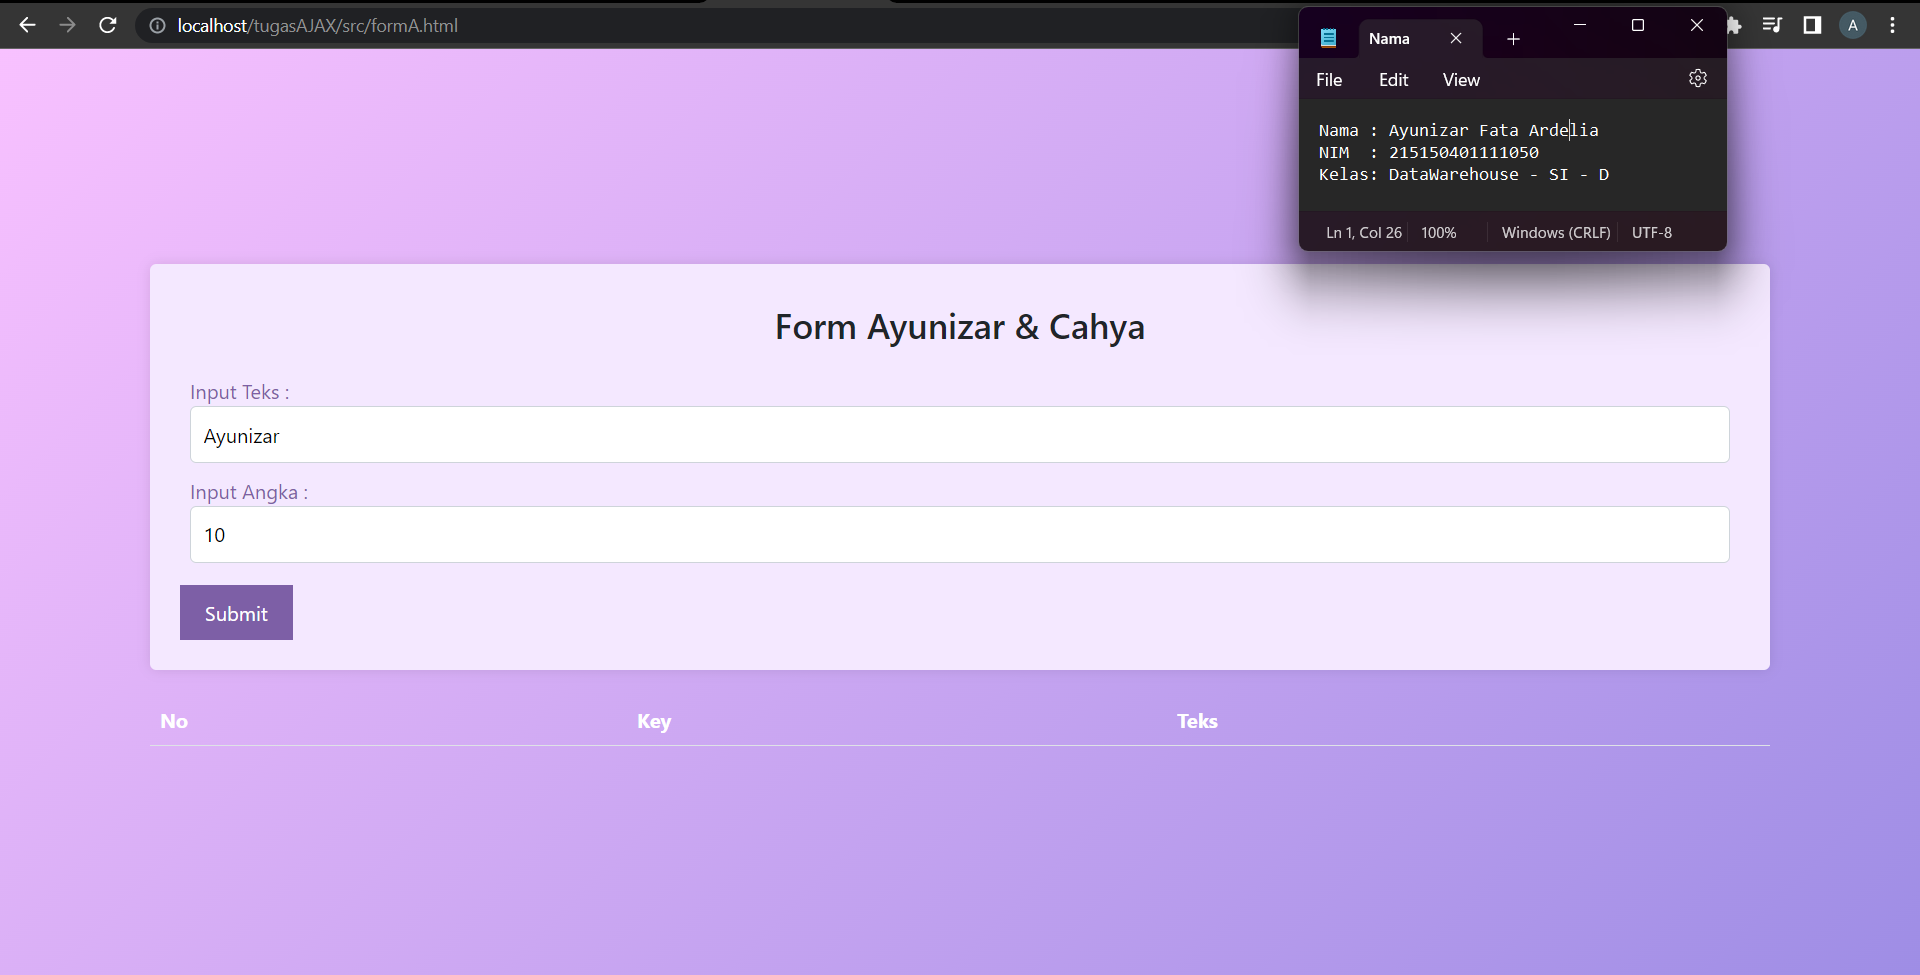 localhost/tugasAJAX/src/formA.html
A
Nama
File Edit View
Nama : Ayunizar Fata Ardelia
NIM  : 215150401111050
Kelas: DataWarehouse - SI - D
Ln 1, Col 26 100% Windows (CRLF) UTF-8
Form Ayunizar & Cahya
Input Teks :
Ayunizar
Input Angka :
10
Submit
No Key Teks